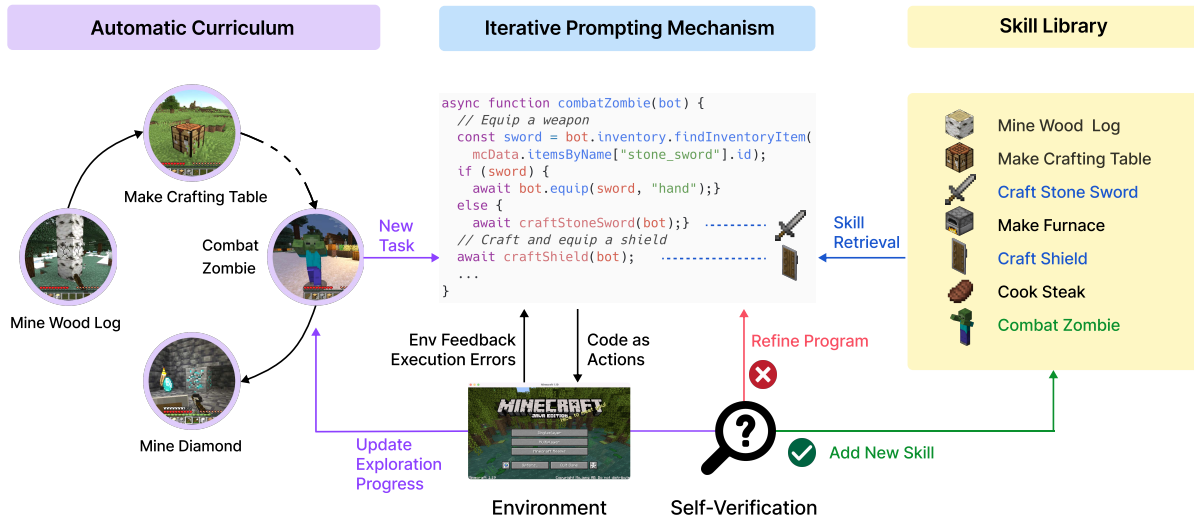 Automatic Curriculum
Iterative Prompting Mechanism
Skill Library
Make Crafting Table
Combat
Zombie
Mine Wood Log
Mine Diamond
New
Task
async function combatZombie(bot) {
// Equip a weapon
const sword = bot.inventory.findInventoryItem(
mcData.itemsByName["stone_sword"].id);
if (sword) {
await bot.equip(sword, "hand");}
else {
await craftStoneSword(bot);}
// Craft and equip a shield
await craftShield(bot);
...
}
Skill
Retrieval
Mine Wood Log
Make Crafting Table
Craft Stone Sword
Make Furnace
Craft Shield
Cook Steak
Combat Zombie
Env Feedback
Execution Errors
Code as
Actions
Refine Program
Update
Exploration
Progress
MINECRAFT
JAVA EDITION
Environment
?
Self-Verification
Add New Skill